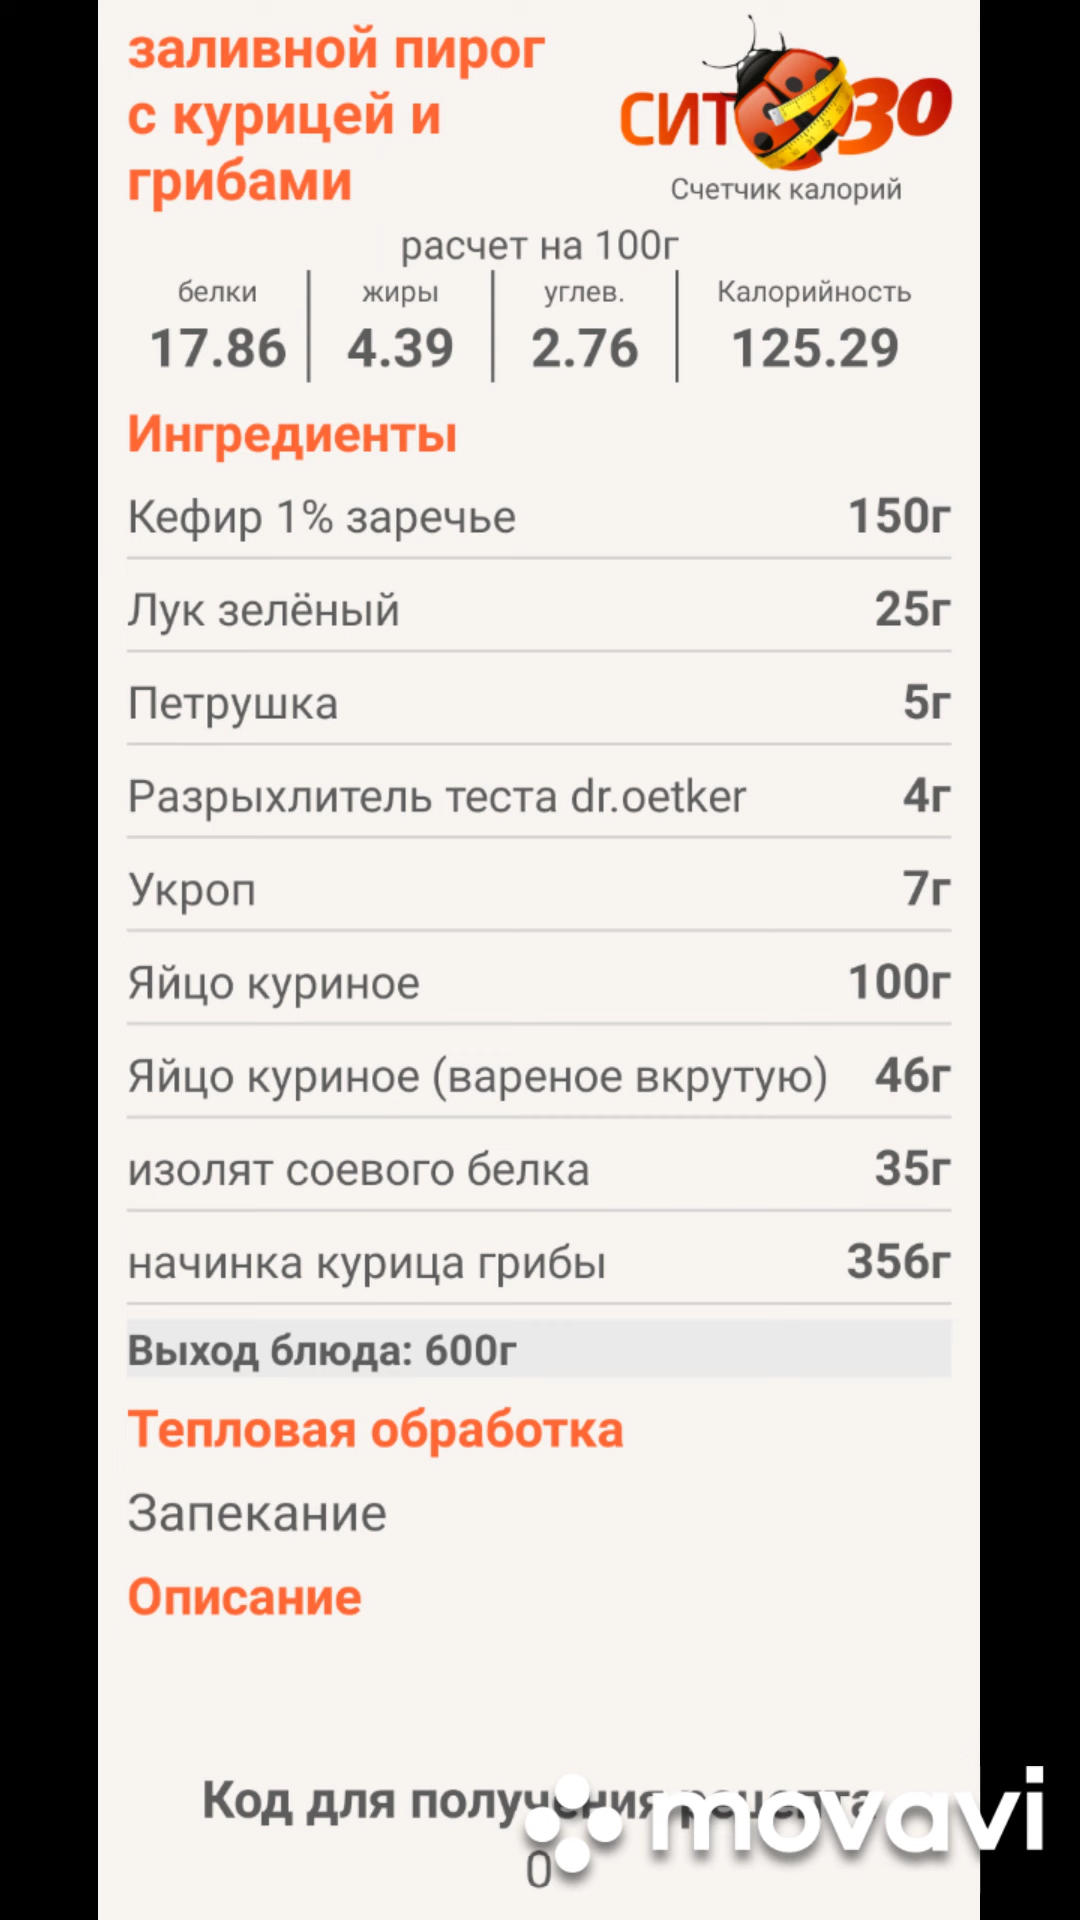 заливной пирог
с курицей и
грибами
СИТ 30
Счетчик калорий
расчет на 100г
белки жиры углев. Калорийность
17.86 4.39 2.76 125.29
Ингредиенты
Кефир 1% заречье 150г
Лук зелёный 25г
Петрушка 5г
Разрыхлитель теста dr.oetker 4г
Укроп 7г
Яйцо куриное 100г
Яйцо куриное (вареное вкрутую) 46г
изолят соевого белка 35г
начинка курица грибы 356г
Выход блюда: 600г
Тепловая обработка
Запекание
Описание
Код для получения рецепта
movavi
0